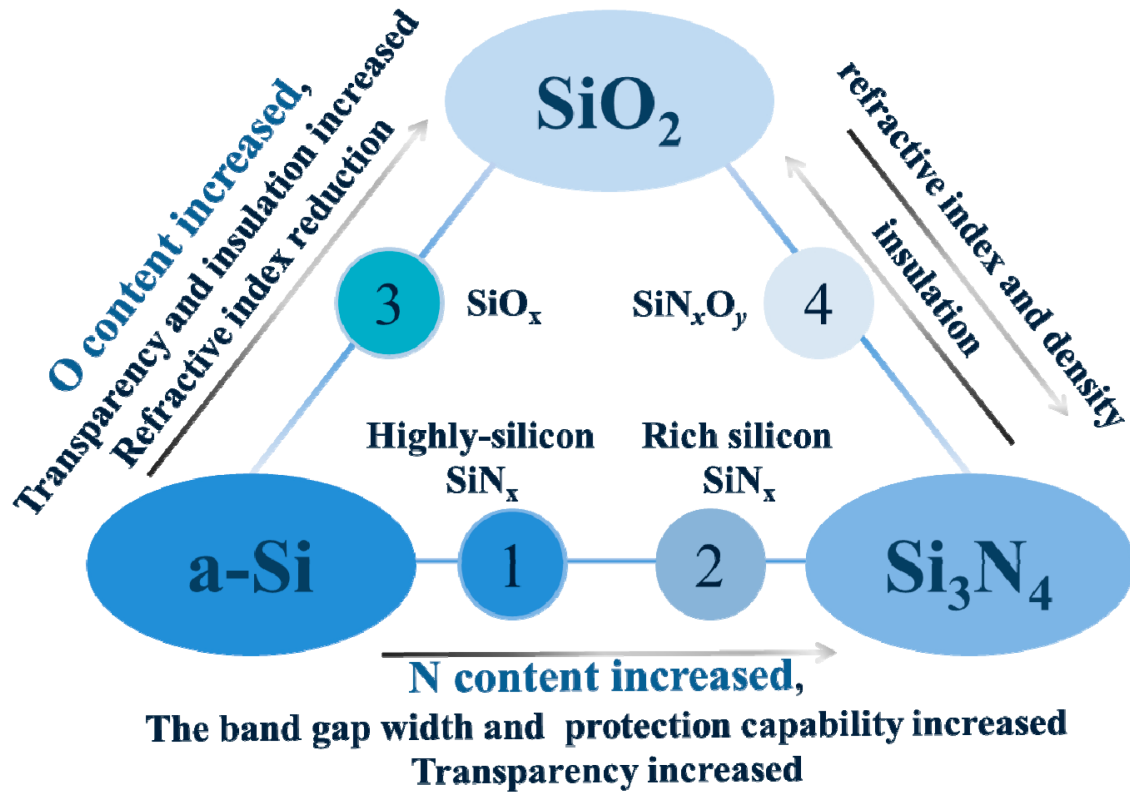 SiO₂
O content increased,
Transparency and insulation increased
Refractive index reduction
refractive index and density
insulation
3
SiOₓ
SiNₓOᵧ
4
Highly-silicon
SiNₓ
Rich silicon
SiNₓ
a-Si
1
2
Si₃N₄
N content increased,
The band gap width and protection capability increased
Transparency increased